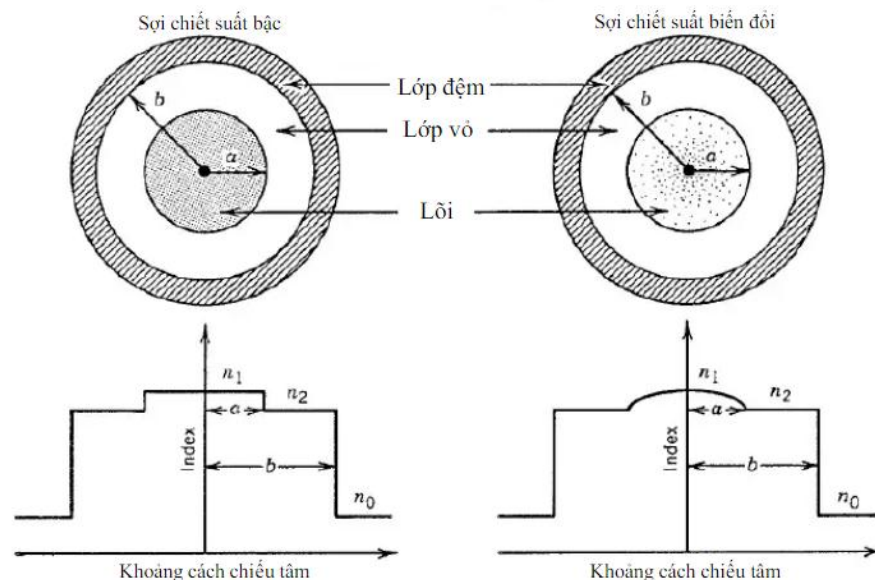 Sợi chiết suất bậc
Sợi chiết suất biến đổi
Lớp đệm
Lớp vỏ
Lõi
b
a
b
a
n1
n2
a
Index
b
n0
Khoảng cách chiếu tâm
n1
n2
a
Index
b
n0
Khoảng cách chiếu tâm